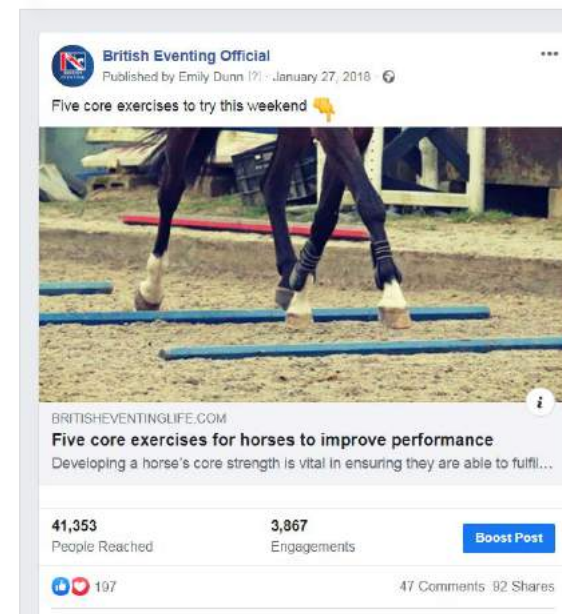 British Eventing Official
Published by Emily Dunn [?] · January 27, 2018 ·
Five core exercises to try this weekend 👇
BRITISHEVENTINGLIFE.COM
Five core exercises for horses to improve performance
Developing a horse's core strength is vital in ensuring they are able to fulfil...
41,353
3,867
Boost Post
People Reached
Engagements
197
47 Comments 92 Shares